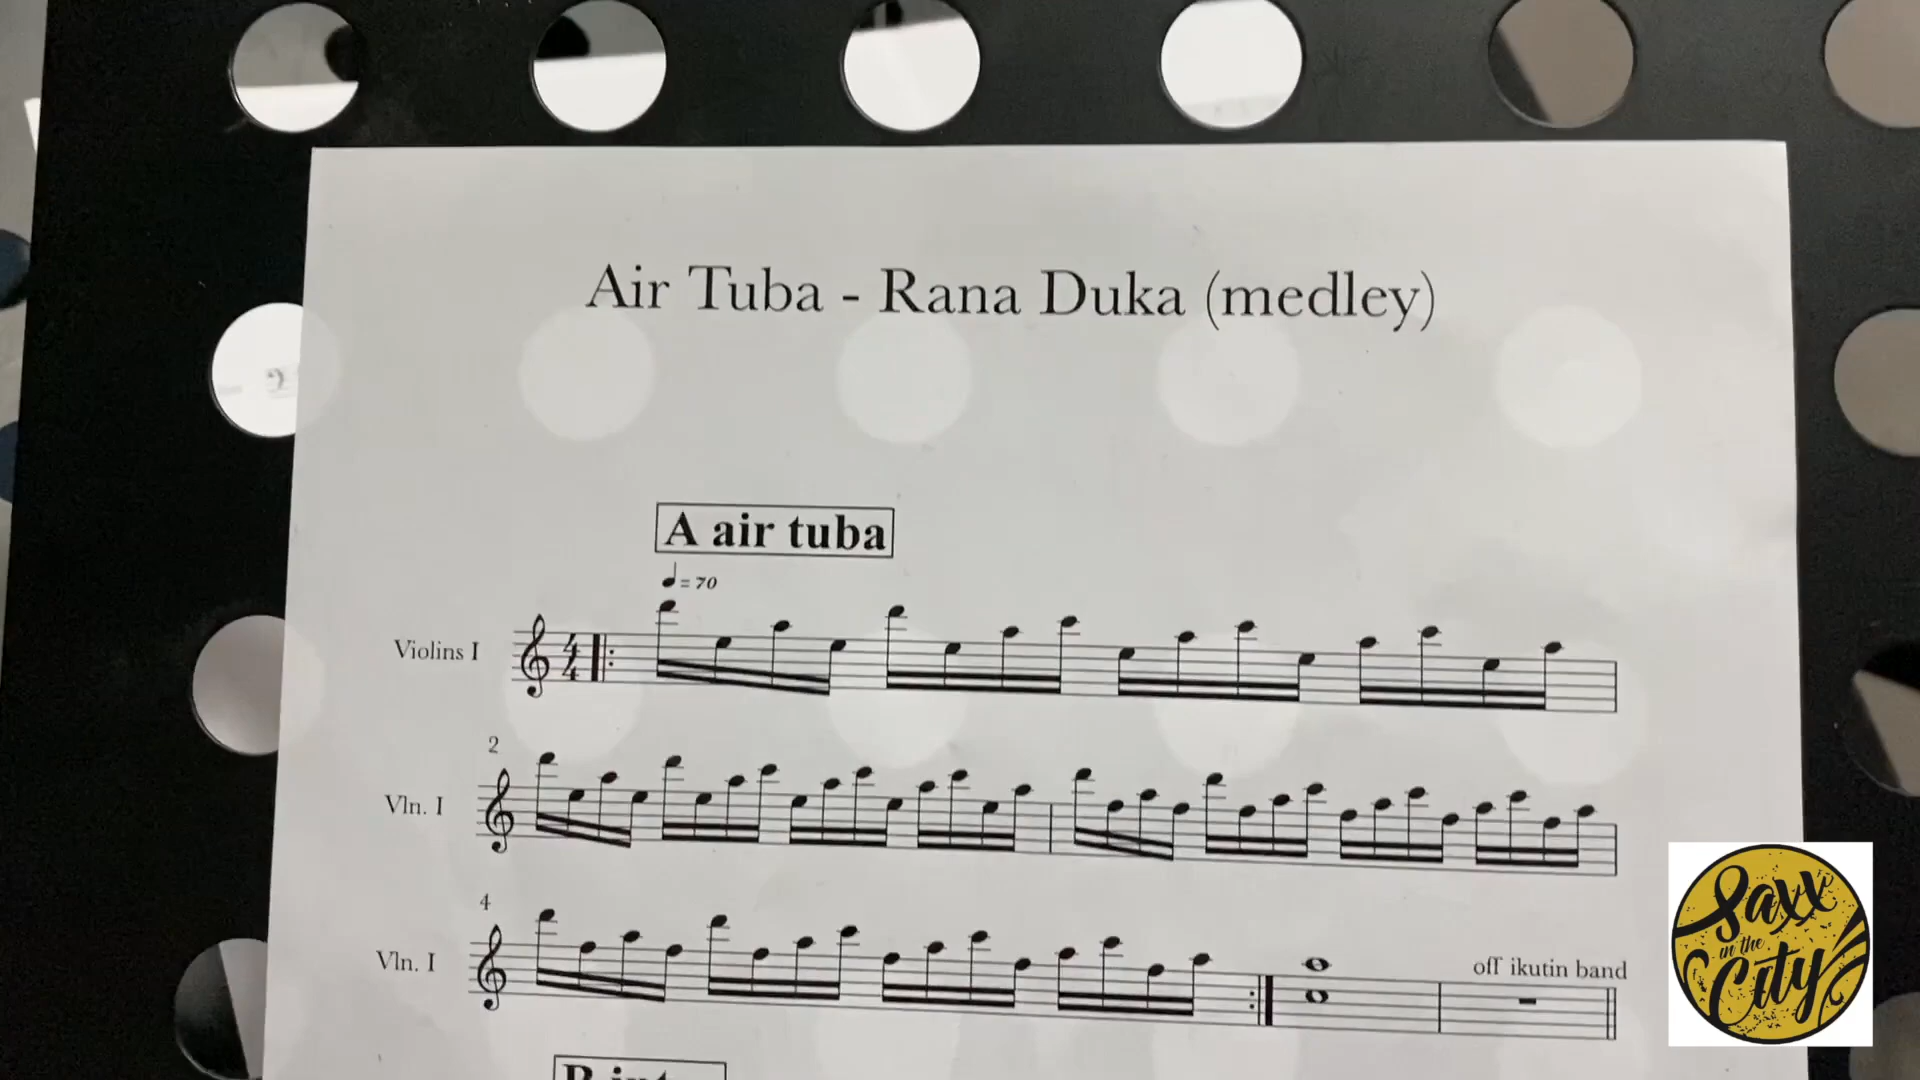 Air Tuba - Rana Duka (medley)
A air tuba
♩ = 70
Violins I
2
Vln. I
4
Vln. I
off ikutin band
Saxx
in the
City